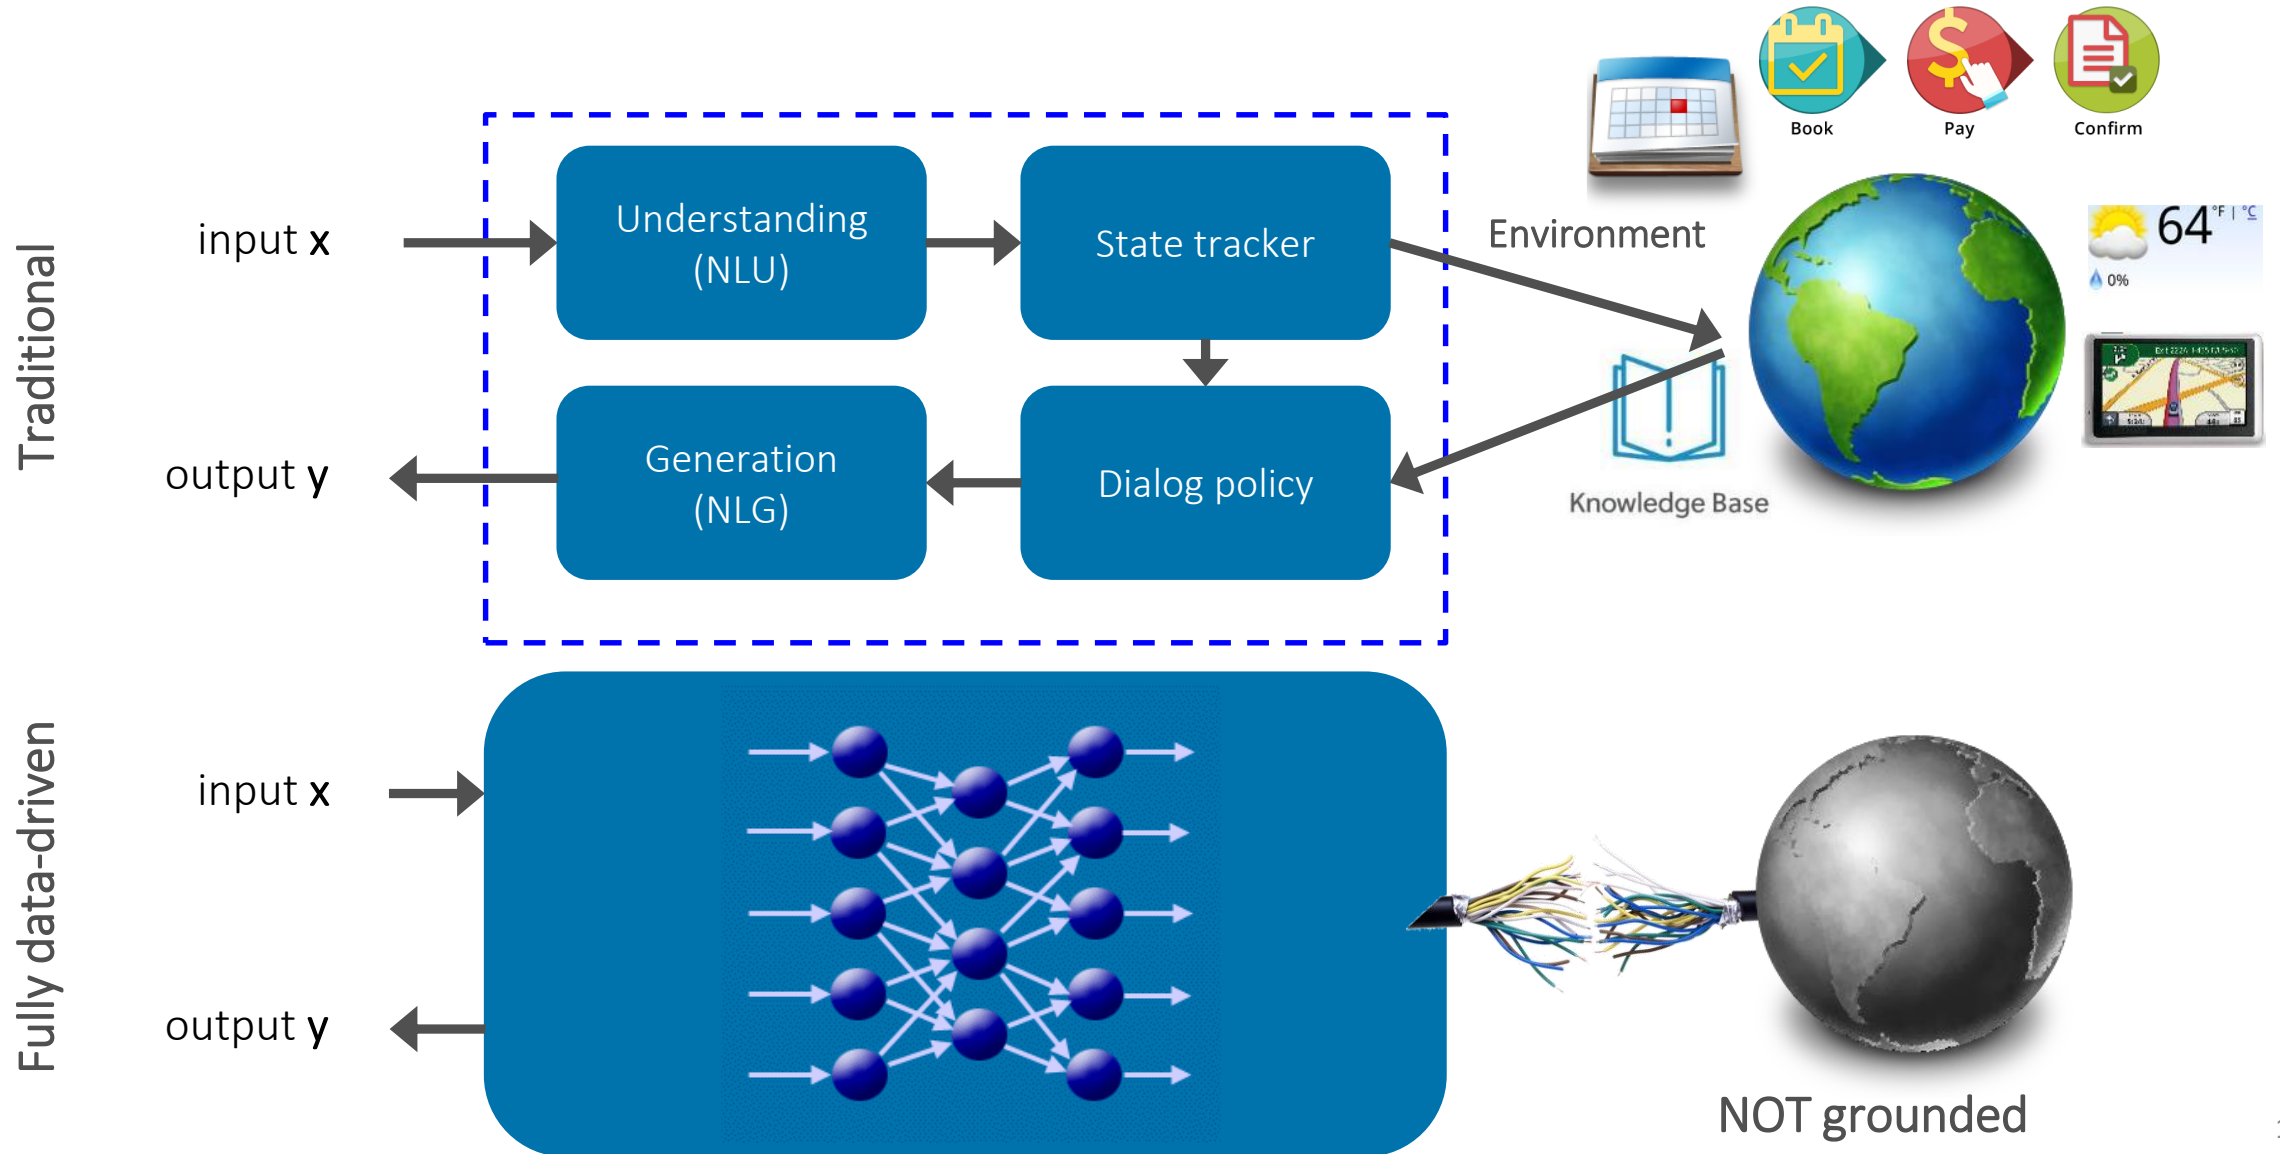 Book
Pay
Confirm
Traditional
input x
Understanding
(NLU)
State tracker
Environment
64
°F | °C
0%
output y
Generation
(NLG)
Dialog policy
Knowledge Base
Fully data-driven
input x
output y
NOT grounded